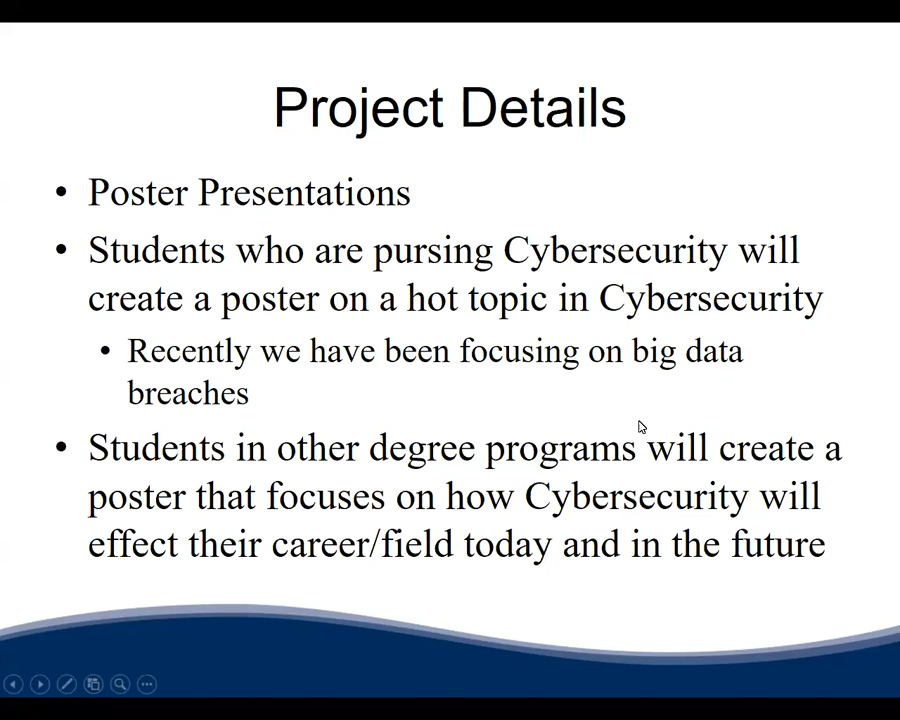 Project Details
• Poster Presentations
• Students who are pursing Cybersecurity will
create a poster on a hot topic in Cybersecurity
• Recently we have been focusing on big data
breaches
• Students in other degree programs will create a
poster that focuses on how Cybersecurity will
effect their career/field today and in the future